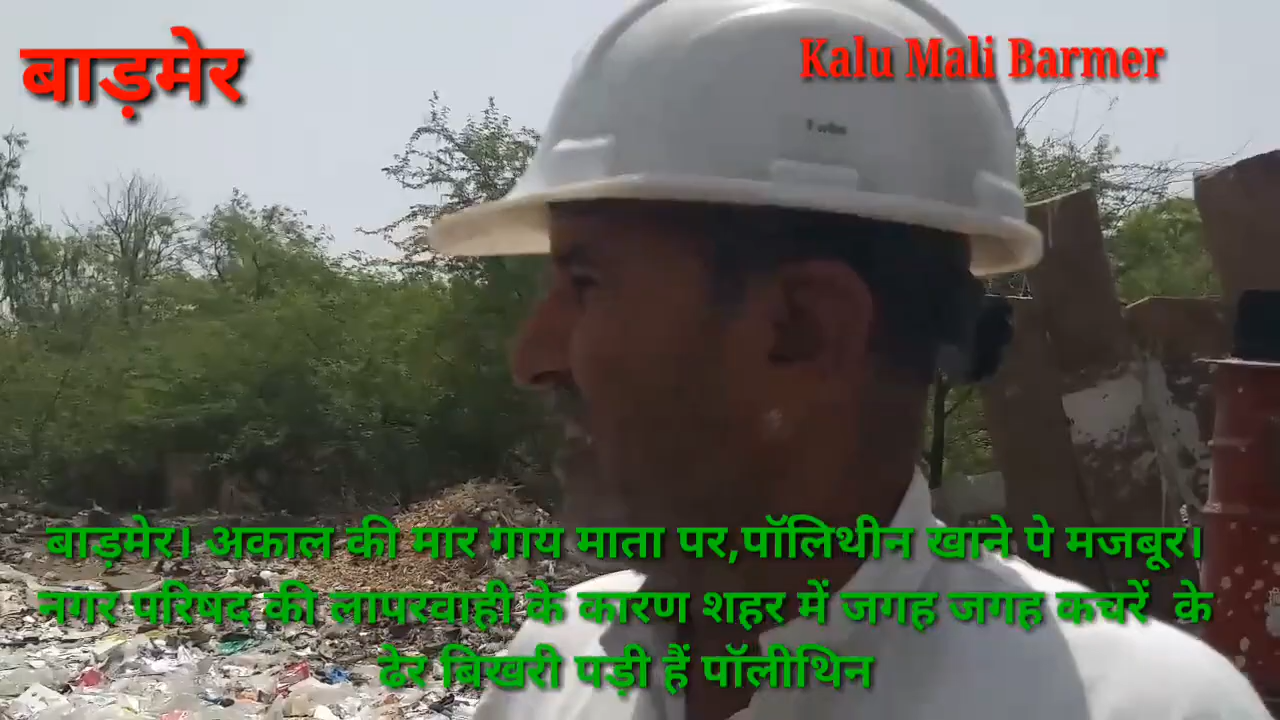 बाड़मेर
Kalu Mali Barmer
बाड़मेर। अकाल की मार गाय माता पर,पॉलिथीन खाने पे मजबूर।
नगर परिषद की लापरवाही के कारण शहर में जगह जगह कचरें के
ढेर बिखरी पड़ी हैं पॉलीथिन